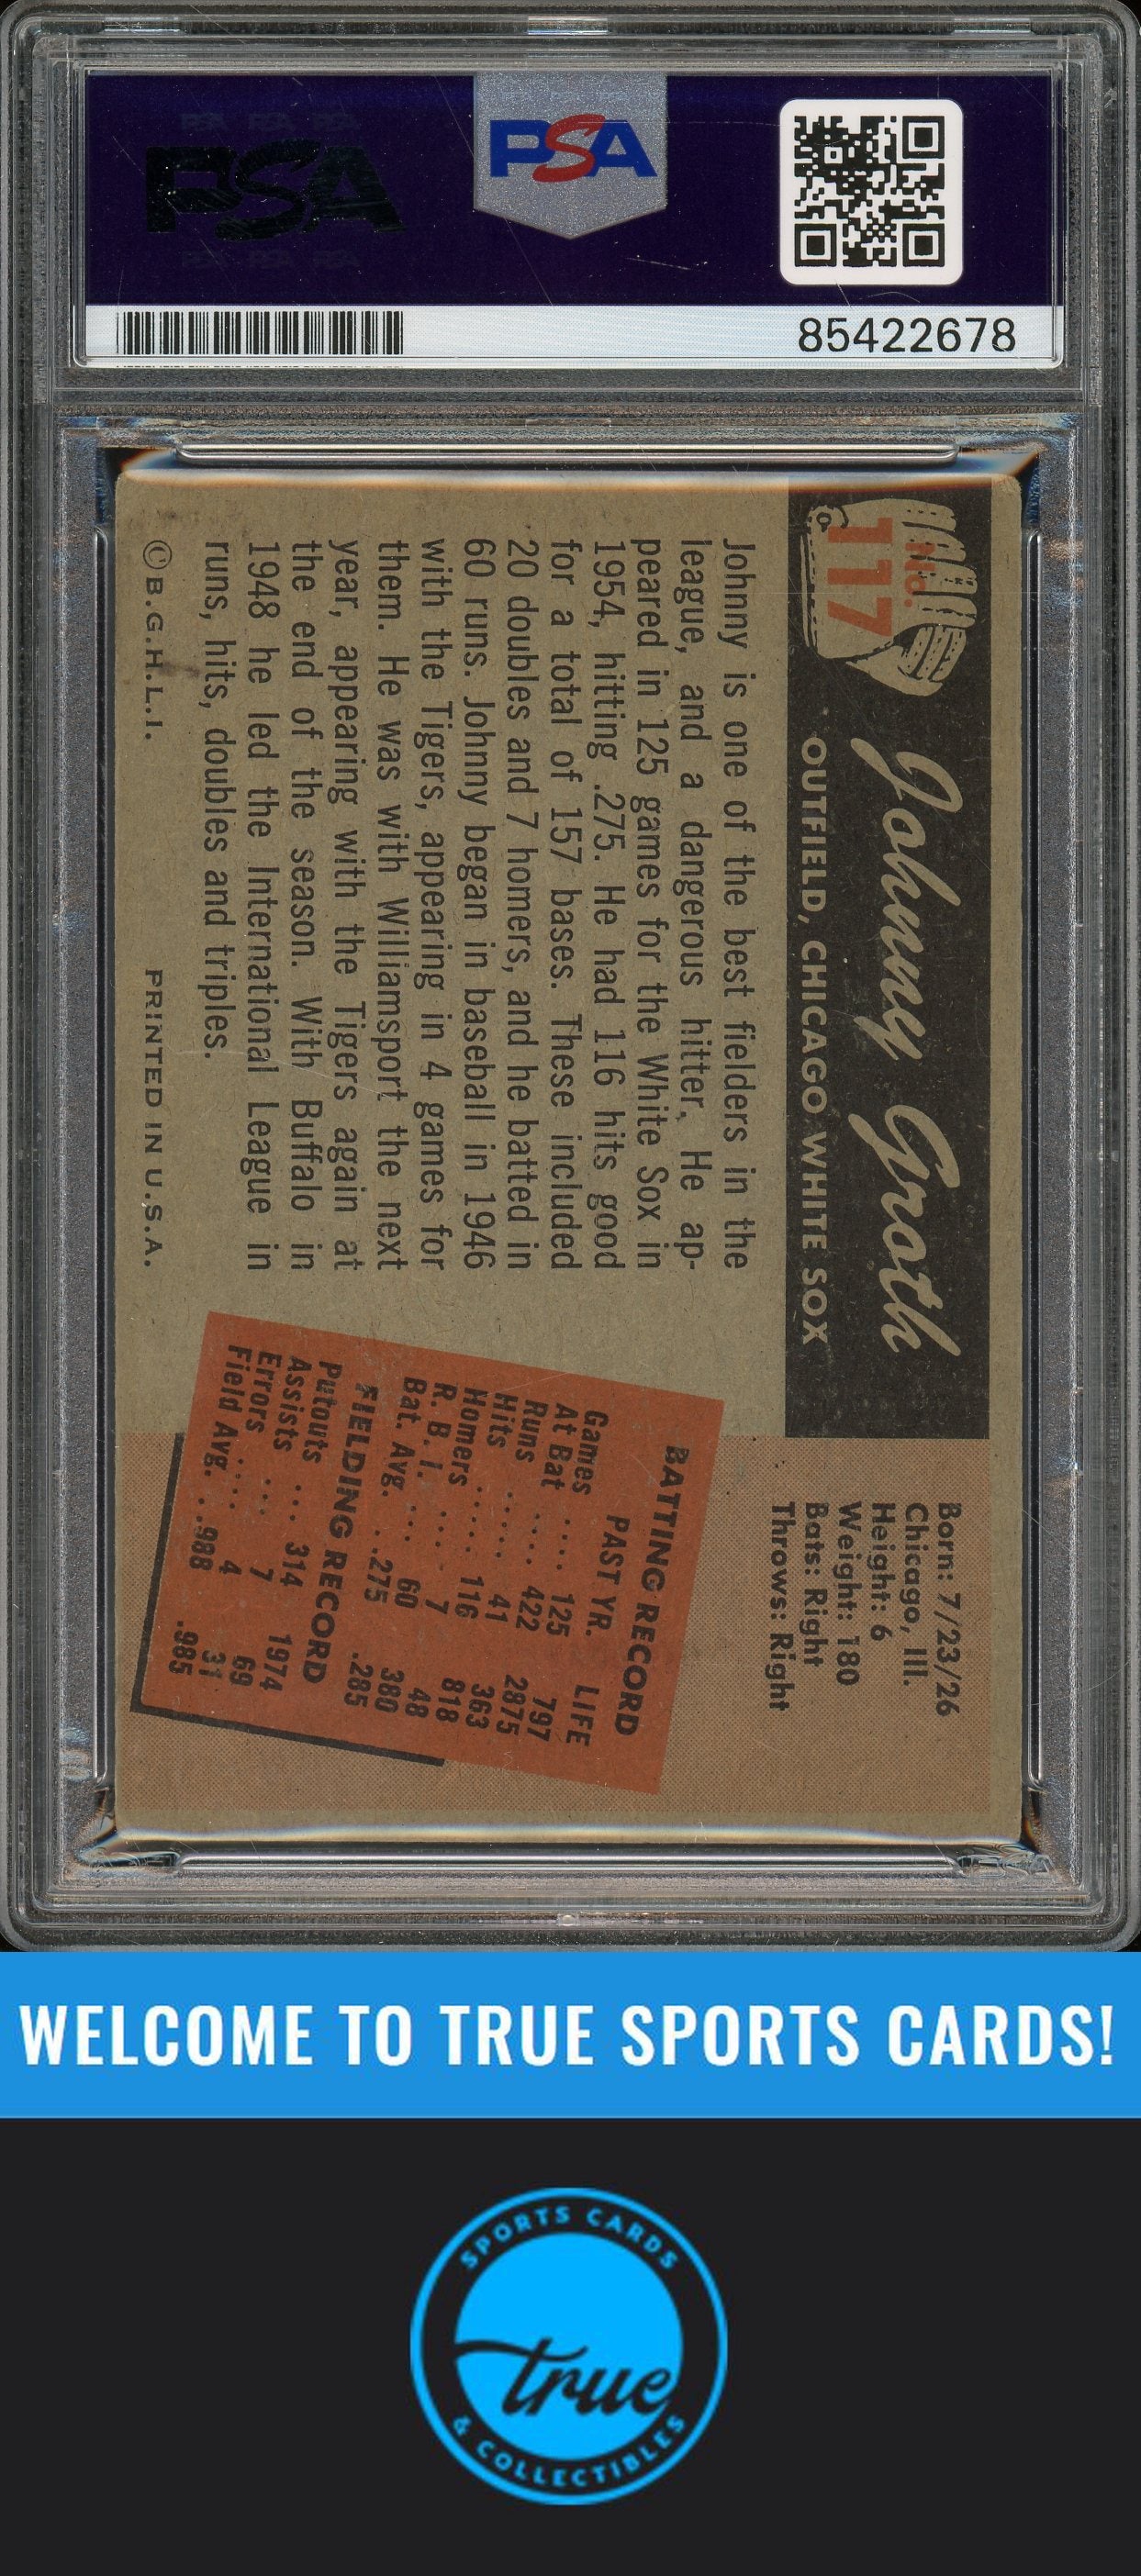 PSA
PSA
85422678
No.
117
Johnny Groth
OUTFIELD, CHICAGO WHITE SOX
Johnny is one of the best fielders in the
league, and a dangerous hitter. He ap-
peared in 125 games for the White Sox in
1954, hitting .275. He had 116 hits good
for a total of 157 bases. These included
20 doubles and 7 homers, and he batted in
60 runs. Johnny began in baseball in 1946
with the Tigers, appearing in 4 games for
them. He was with Williamsport the next
year, appearing with the Tigers again at
the end of the season. With Buffalo in
1948 he led the International League in
runs, hits, doubles and triples.
© B.G.H.L.I. PRINTED IN U.S.A.
Born: 7/23/26
Chicago, Ill.
Height: 6
Weight: 180
Bats: Right
Throws: Right
BATTING RECORD
PAST YR. LIFE
Games .... 125 797
At Bat .... 422 2875
Runs .... 41 363
Hits ..... 116 818
Homers .... 7 48
R. B. I. .... 60 380
Bat. Avg. .. .275 .285
FIELDING RECORD
Putouts ... 314 1974
Assists ... 7 69
Errors .... 4 31
Field Avg. . .988 .985
WELCOME TO TRUE SPORTS CARDS!
SPORTS CARDS
true
& COLLECTIBLES